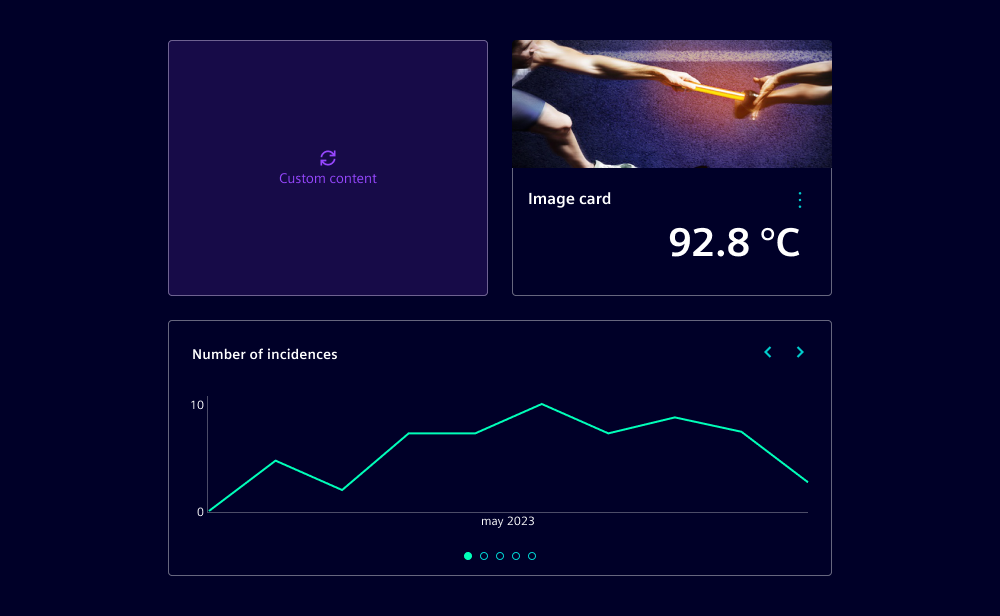 Custom content
Image card
92.8 °C
Number of incidences
10
0
may 2023